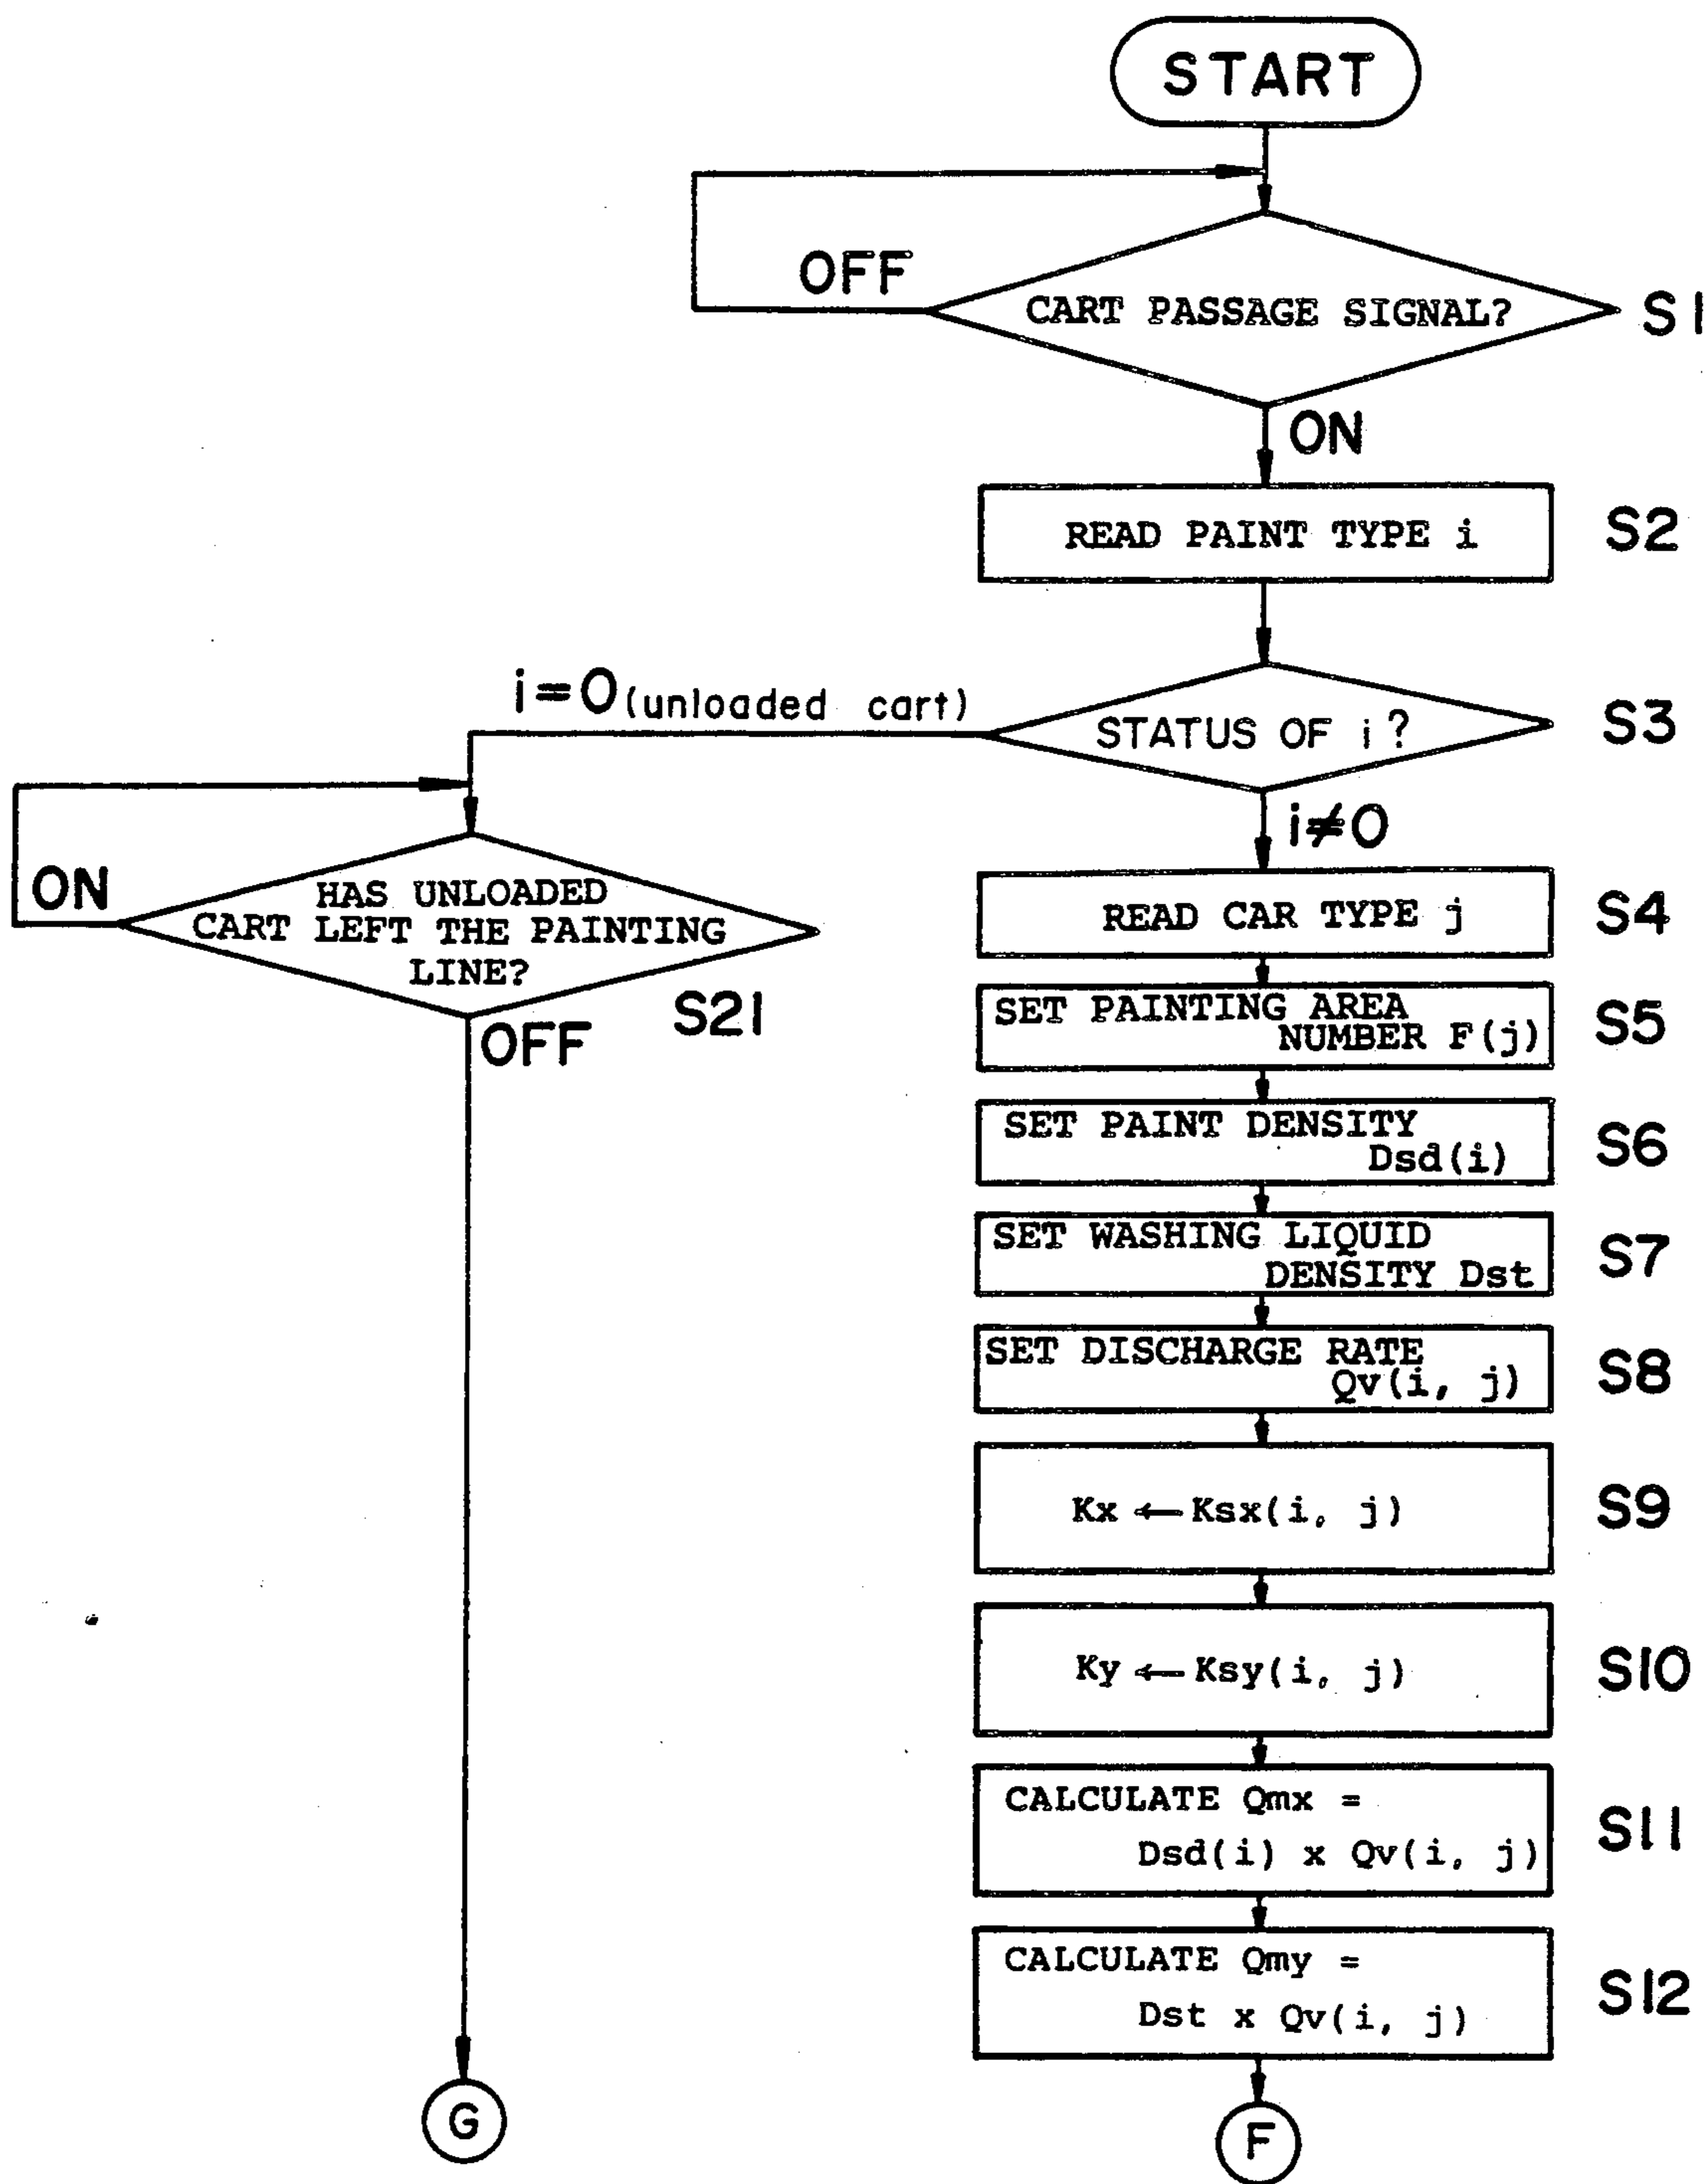 START
OFF
CART PASSAGE SIGNAL?
S1
ON
READ PAINT TYPE i
S2
i=0 (unloaded cart)
STATUS OF i?
S3
i≠0
ON
HAS UNLOADED
CART LEFT THE PAINTING
LINE?
S21
OFF
READ CAR TYPE j
S4
SET PAINTING AREA
NUMBER F(j)
S5
SET PAINT DENSITY
Dsd(i)
S6
SET WASHING LIQUID
DENSITY Dst
S7
SET DISCHARGE RATE
Qv(i, j)
S8
Kx ← Ksx(i, j)
S9
Ky ← Ksy(i, j)
S10
CALCULATE Qmx =
Dsd(i) x Qv(i, j)
S11
CALCULATE Qmy =
Dst x Qv(i, j)
S12
G
F